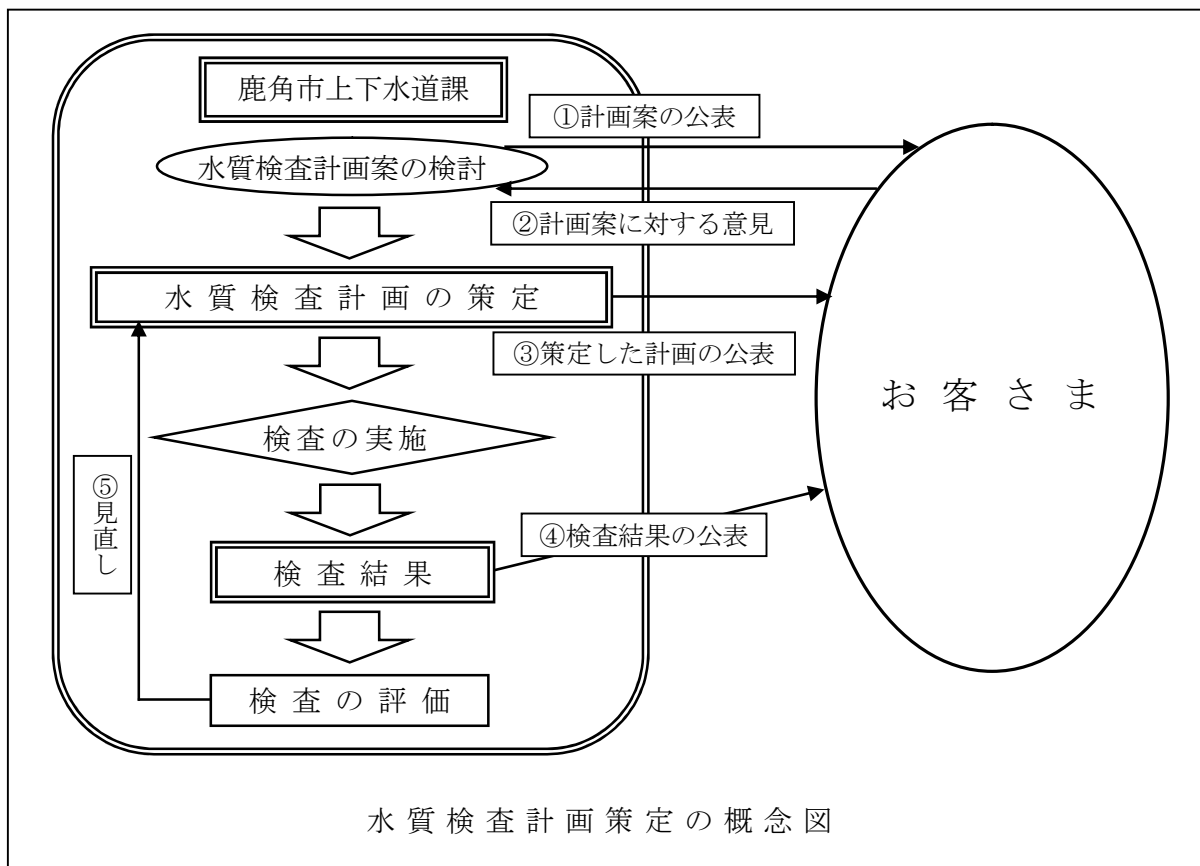 鹿角市上下水道課
①計画案の公表
水質検査計画案の検討
②計画案に対する意見
水質検査計画の策定
③策定した計画の公表
お客さま
検査の実施
⑤見直し
④検査結果の公表
検査結果
検査の評価
水質検査計画策定の概念図